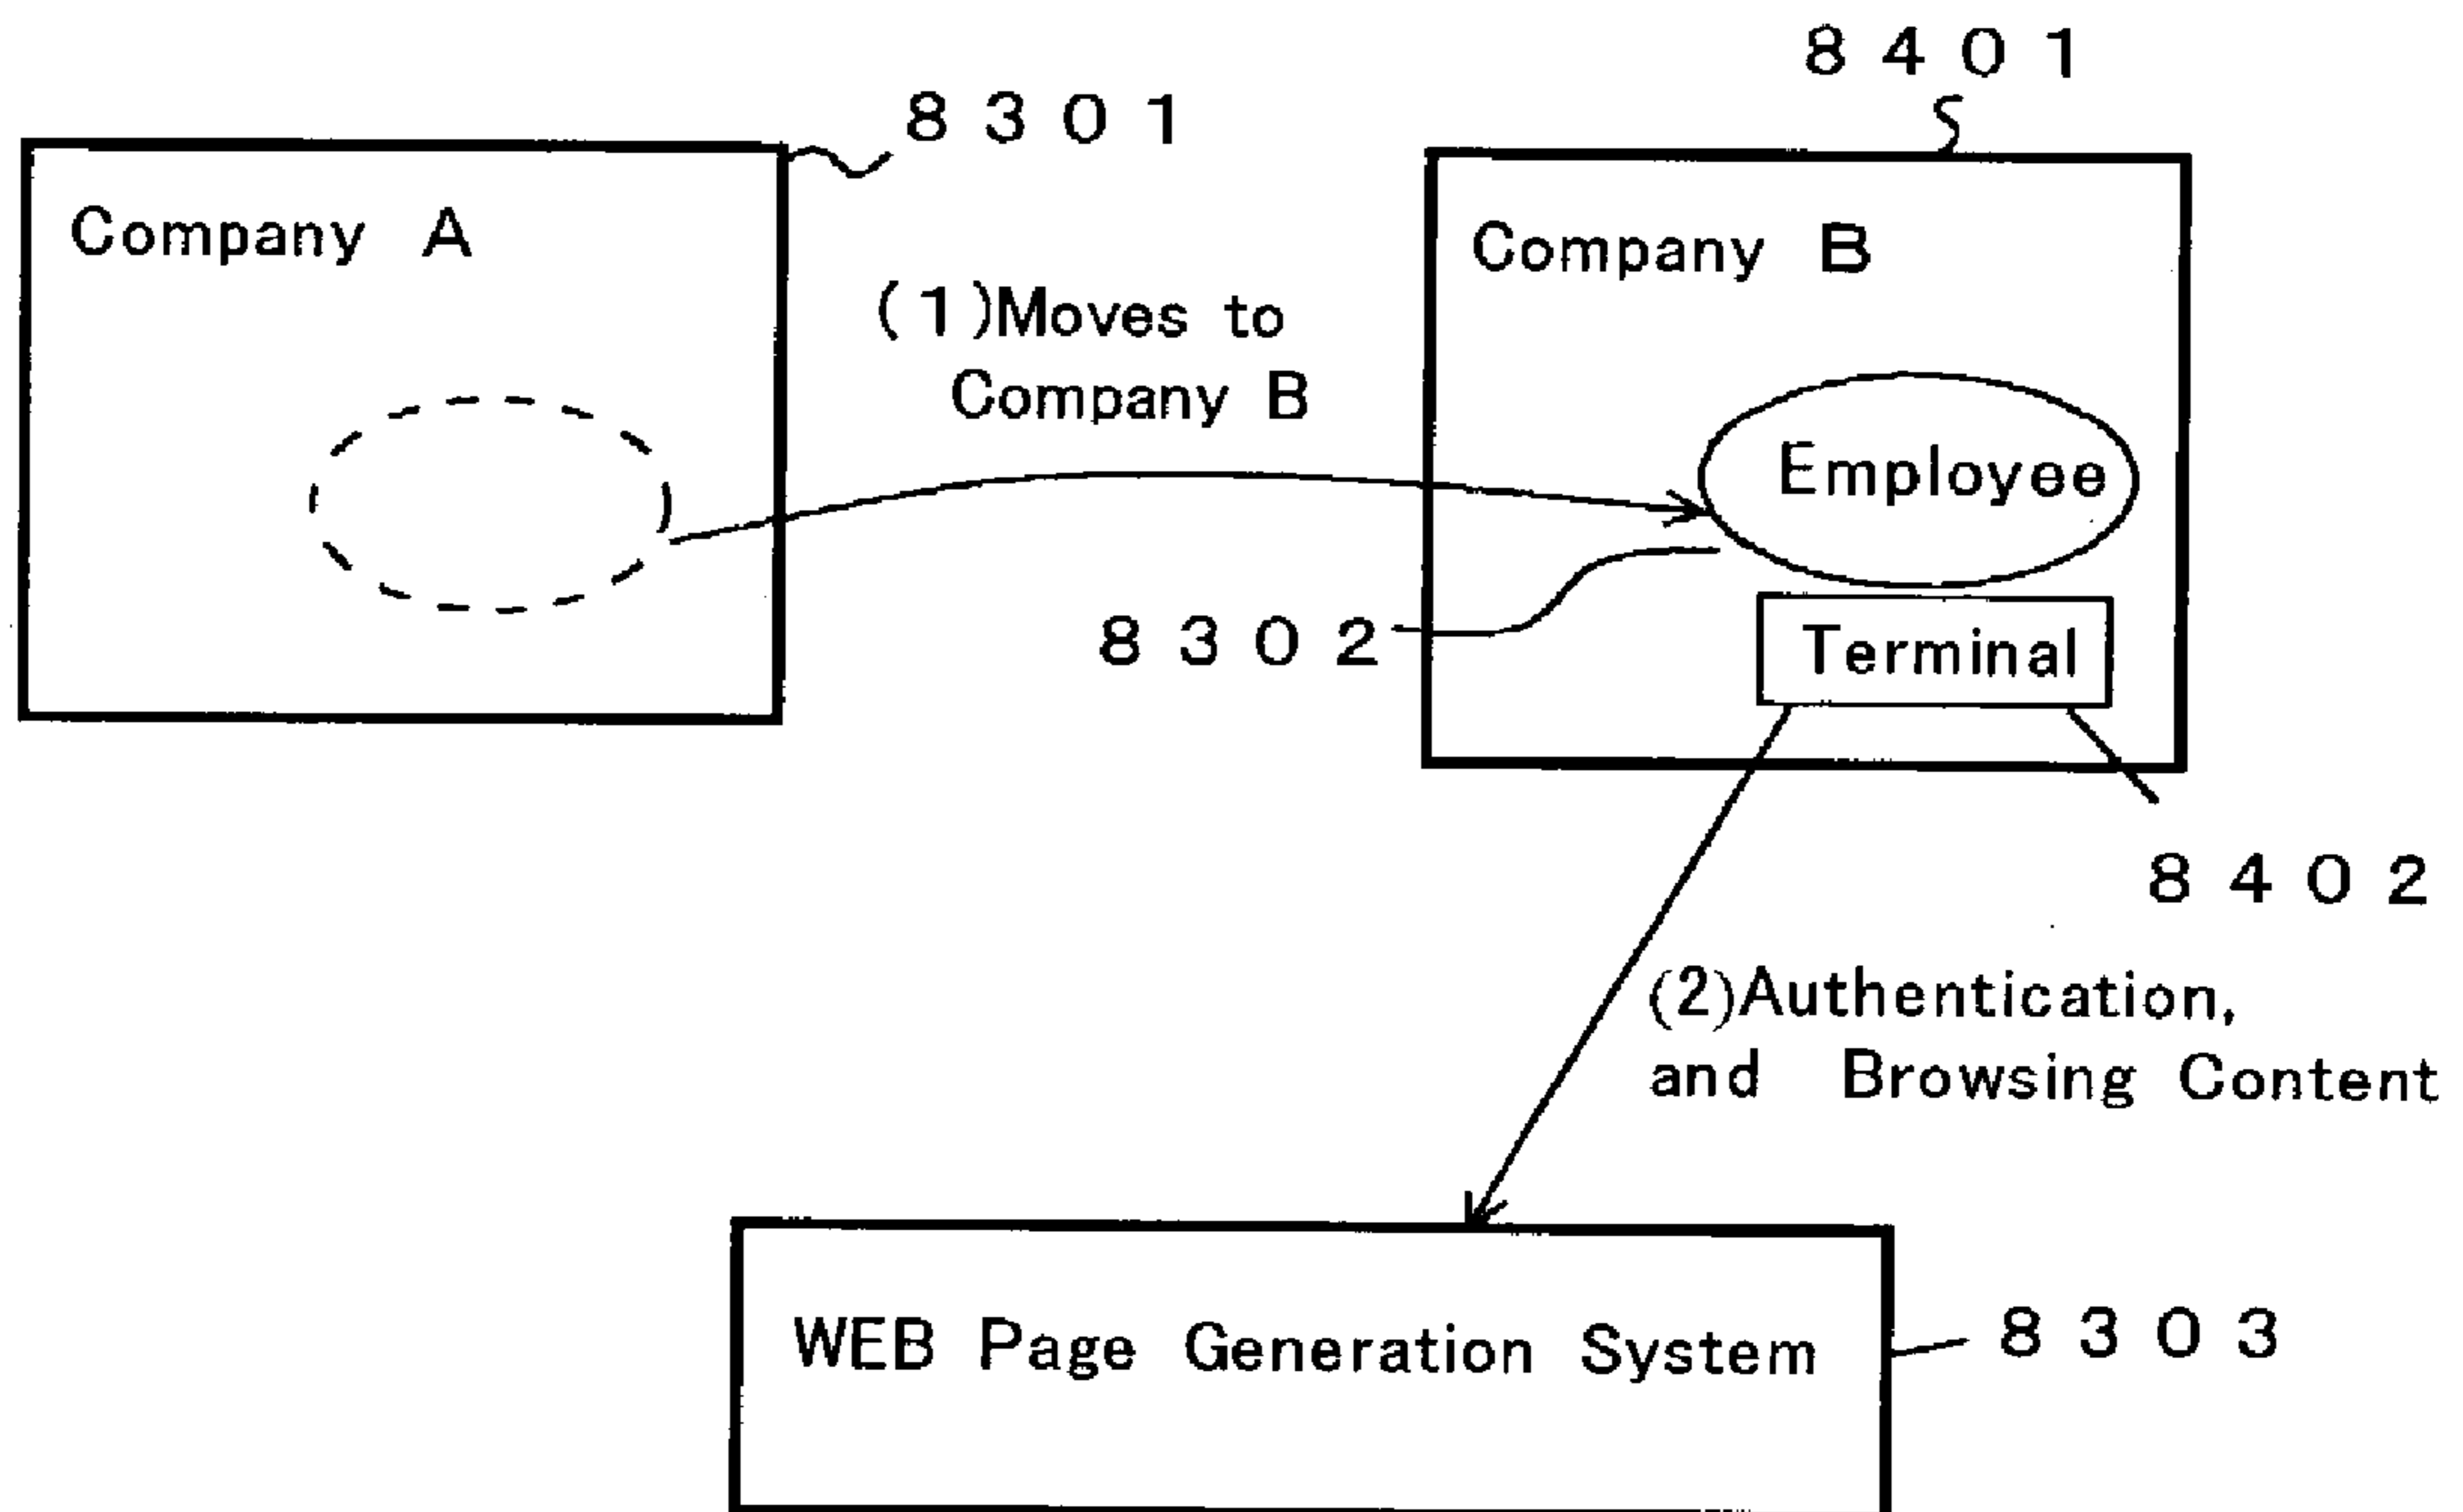 8401
8301
Company A
Company B
(1)Moves to
Company B
Employee
8302
Terminal
8402
(2)Authentication,
and Browsing Content
WEB Page Generation System
8303